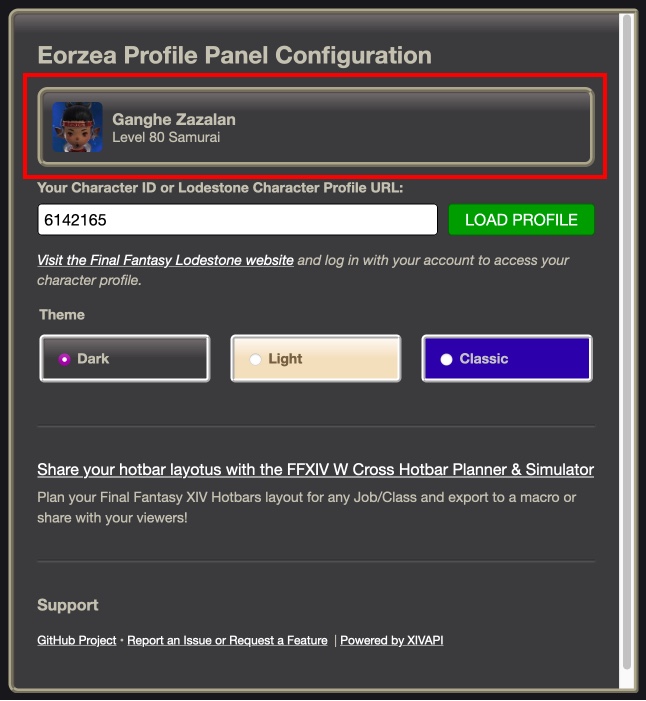 Eorzea Profile Panel Configuration
Ganghe Zazalan
Level 80 Samurai
Your Character ID or Lodestone Character Profile URL:
6142165
LOAD PROFILE
Visit the Final Fantasy Lodestone website and log in with your account to access your
character profile.
Theme
Dark
Light
Classic
Share your hotbar layotus with the FFXIV W Cross Hotbar Planner & Simulator
Plan your Final Fantasy XIV Hotbars layout for any Job/Class and export to a macro or
share with your viewers!
Support
GitHub Project • Report an Issue or Request a Feature | Powered by XIVAPI